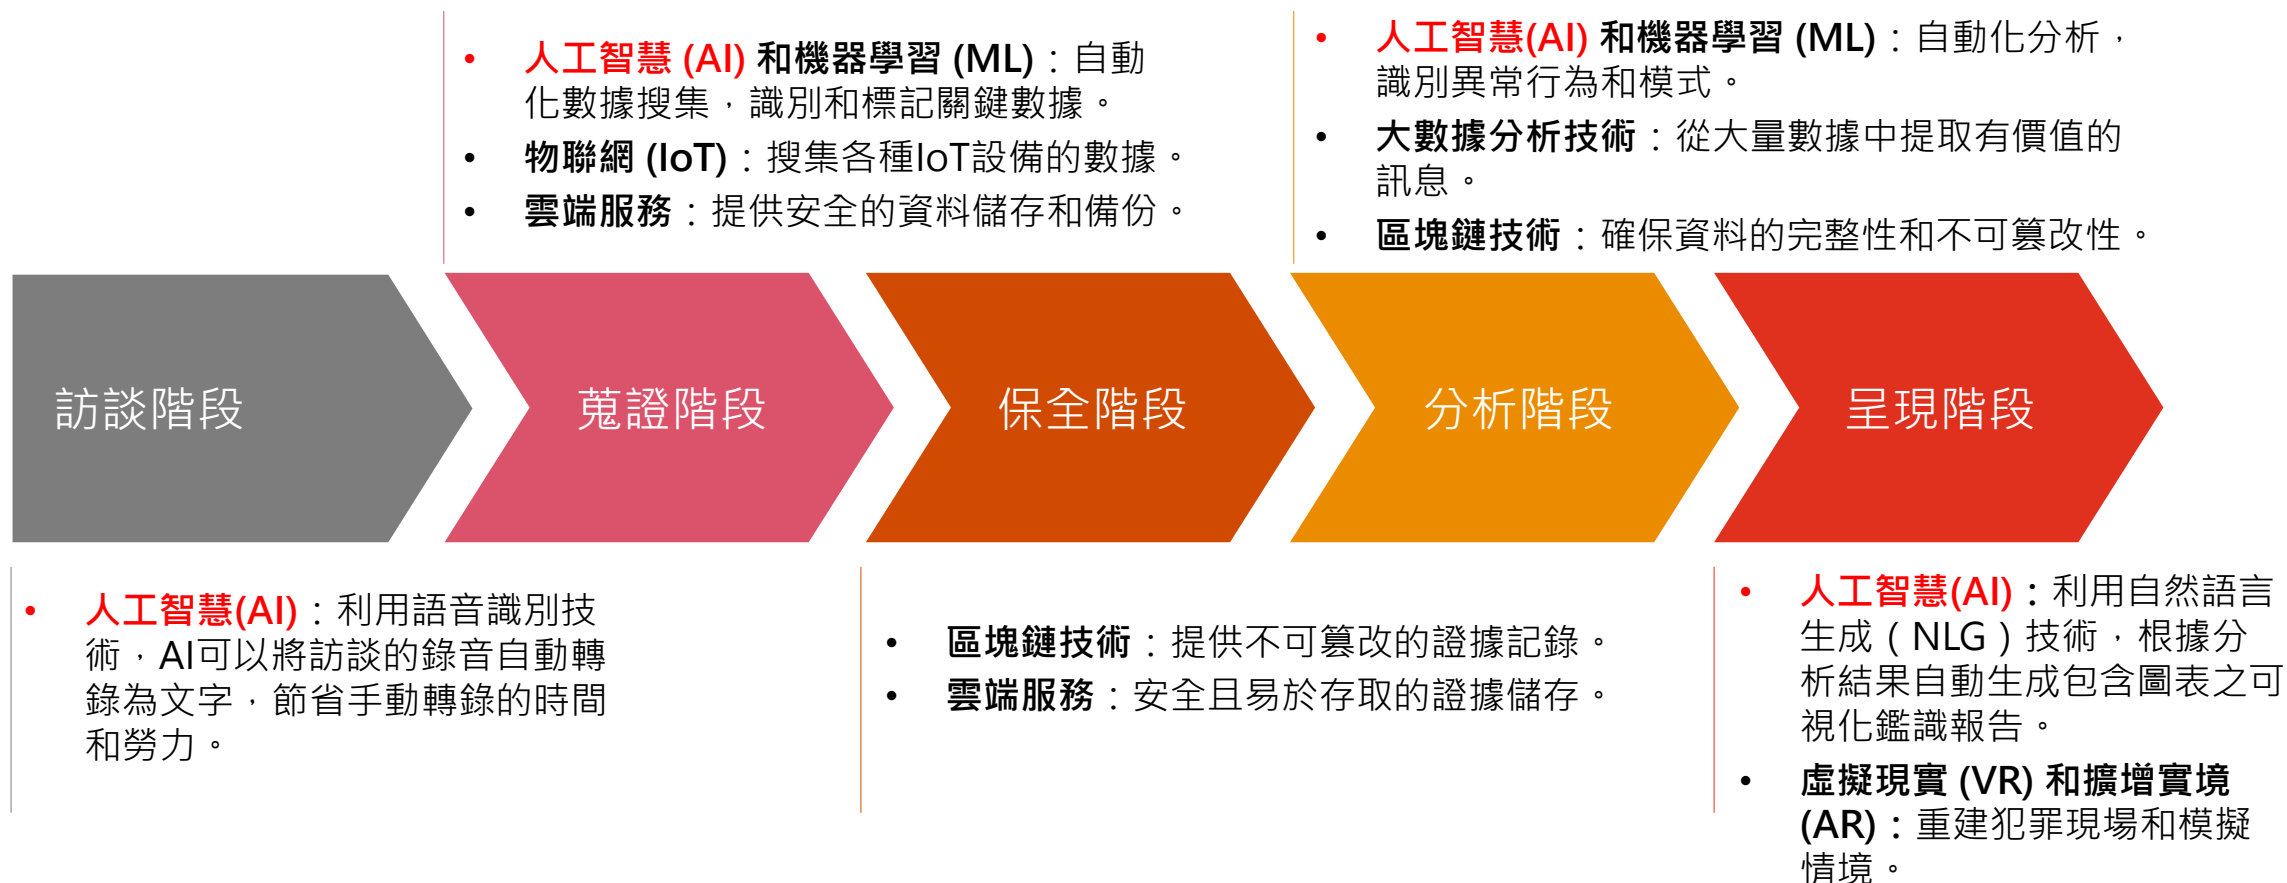 • 人工智慧 (AI) 和機器學習 (ML)：自動
化數據搜集，識別和標記關鍵數據。
• 物聯網 (IoT)：搜集各種IoT設備的數據。
• 雲端服務：提供安全的資料儲存和備份。
• 人工智慧(AI) 和機器學習 (ML)：自動化分析，
識別異常行為和模式。
• 大數據分析技術：從大量數據中提取有價值的
訊息。
• 區塊鏈技術：確保資料的完整性和不可篡改性。
訪談階段
蒐證階段
保全階段
分析階段
呈現階段
• 人工智慧(AI)：利用語音識別技
術，AI可以將訪談的錄音自動轉
錄為文字，節省手動轉錄的時間
和勞力。
• 區塊鏈技術：提供不可篡改的證據記錄。
• 雲端服務：安全且易於存取的證據儲存。
• 人工智慧(AI)：利用自然語言
生成（NLG）技術，根據分
析結果自動生成包含圖表之可
視化鑑識報告。
• 虛擬現實 (VR) 和擴增實境
(AR)：重建犯罪現場和模擬
情境。